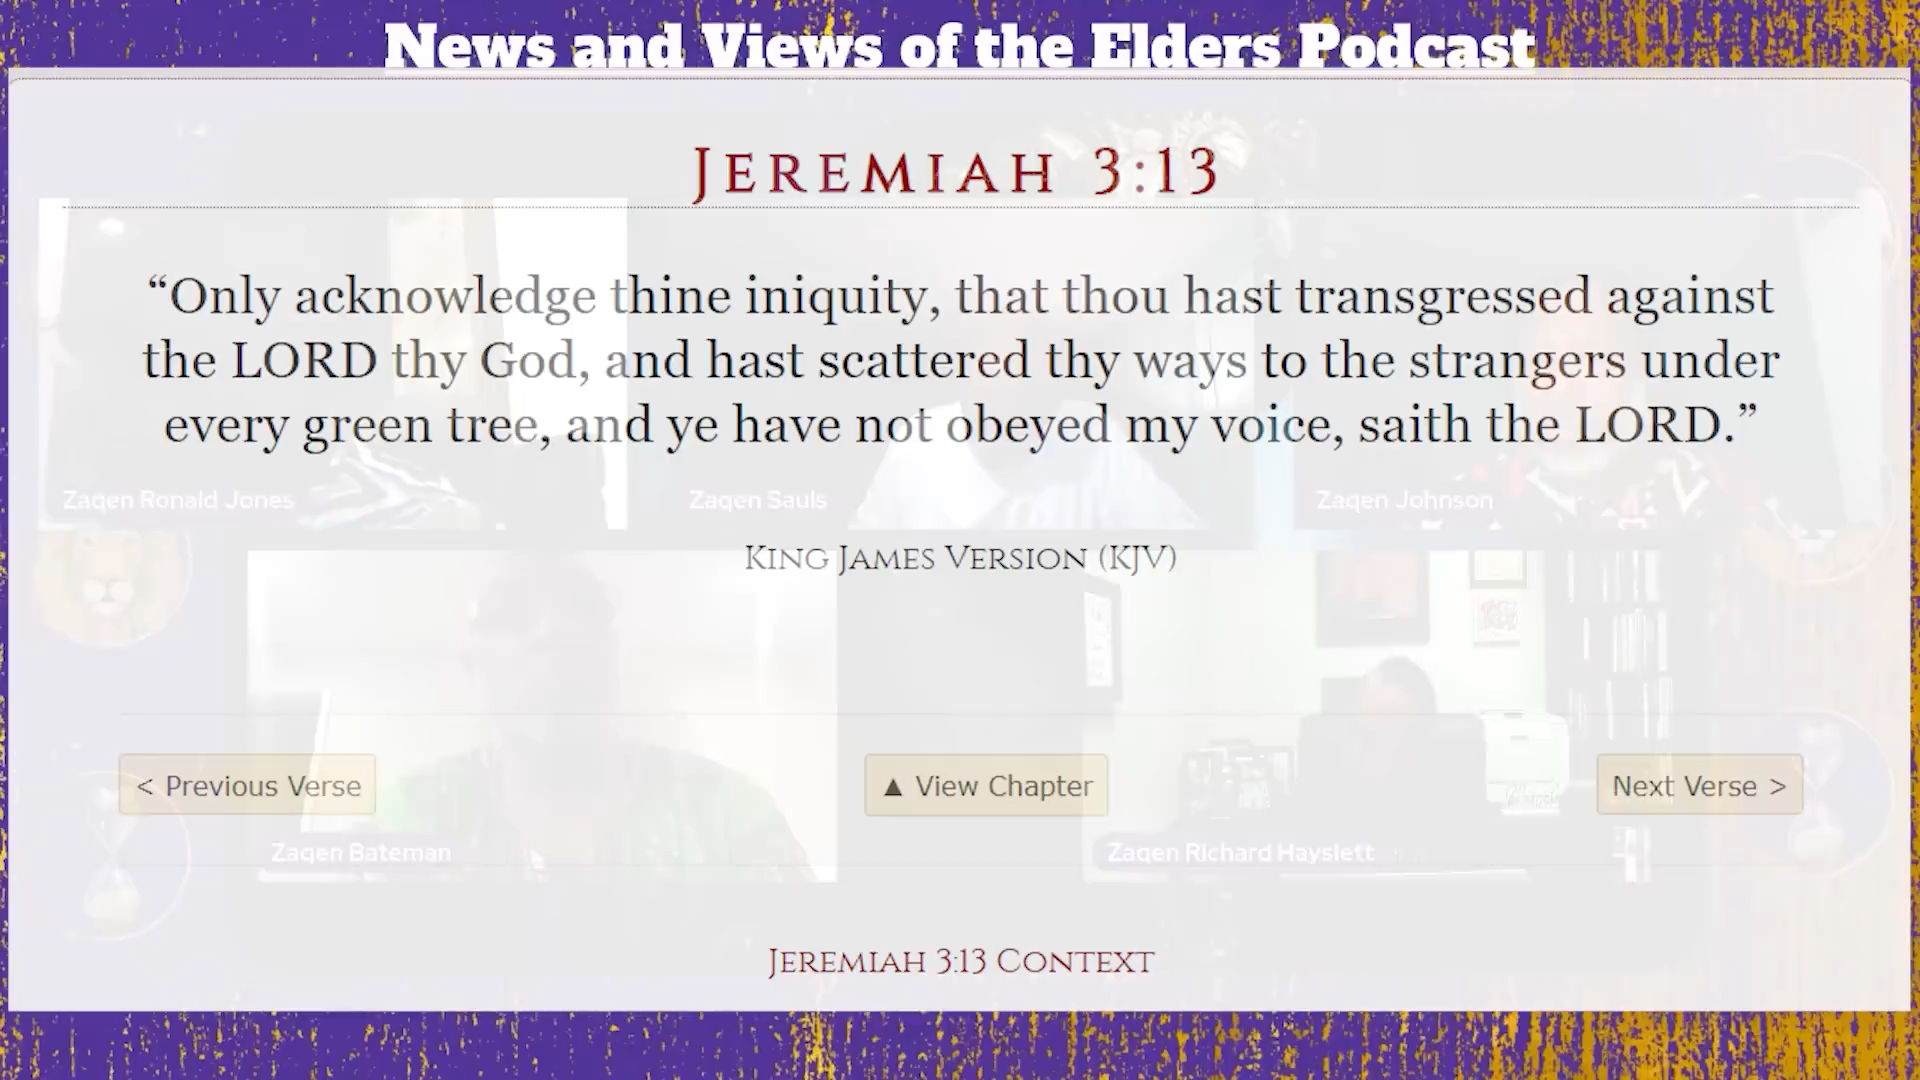 News and Views of the Elders Podcast
JEREMIAH 3:13
“Only acknowledge thine iniquity, that thou hast transgressed against
the LORD thy God, and hast scattered thy ways to the strangers under
every green tree, and ye have not obeyed my voice, saith the LORD.”
Zaqen Ronald Jones
Zaqen Sauls
Zaqen Johnson
KING JAMES VERSION (KJV)
< Previous Verse
▲ View Chapter
Next Verse >
Zaqen Bateman
Zaqen Richard Hayslett
JEREMIAH 3:13 CONTEXT